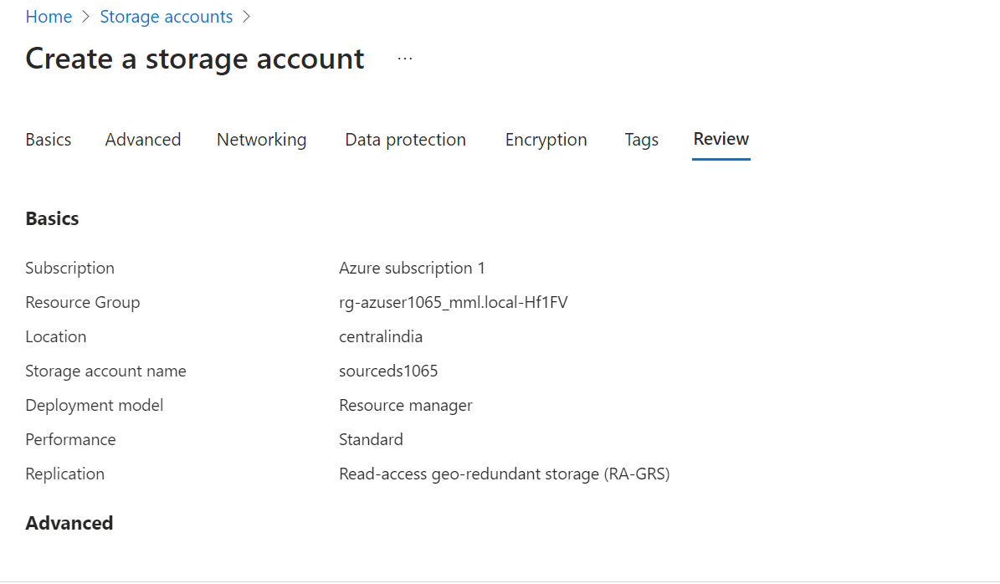 Home > Storage accounts >
Create a storage account ...
Basics Advanced Networking Data protection Encryption Tags Review
Basics
Subscription Azure subscription 1
Resource Group rg-azuser1065_mml.local-Hf1FV
Location centralindia
Storage account name sourceds1065
Deployment model Resource manager
Performance Standard
Replication Read-access geo-redundant storage (RA-GRS)
Advanced